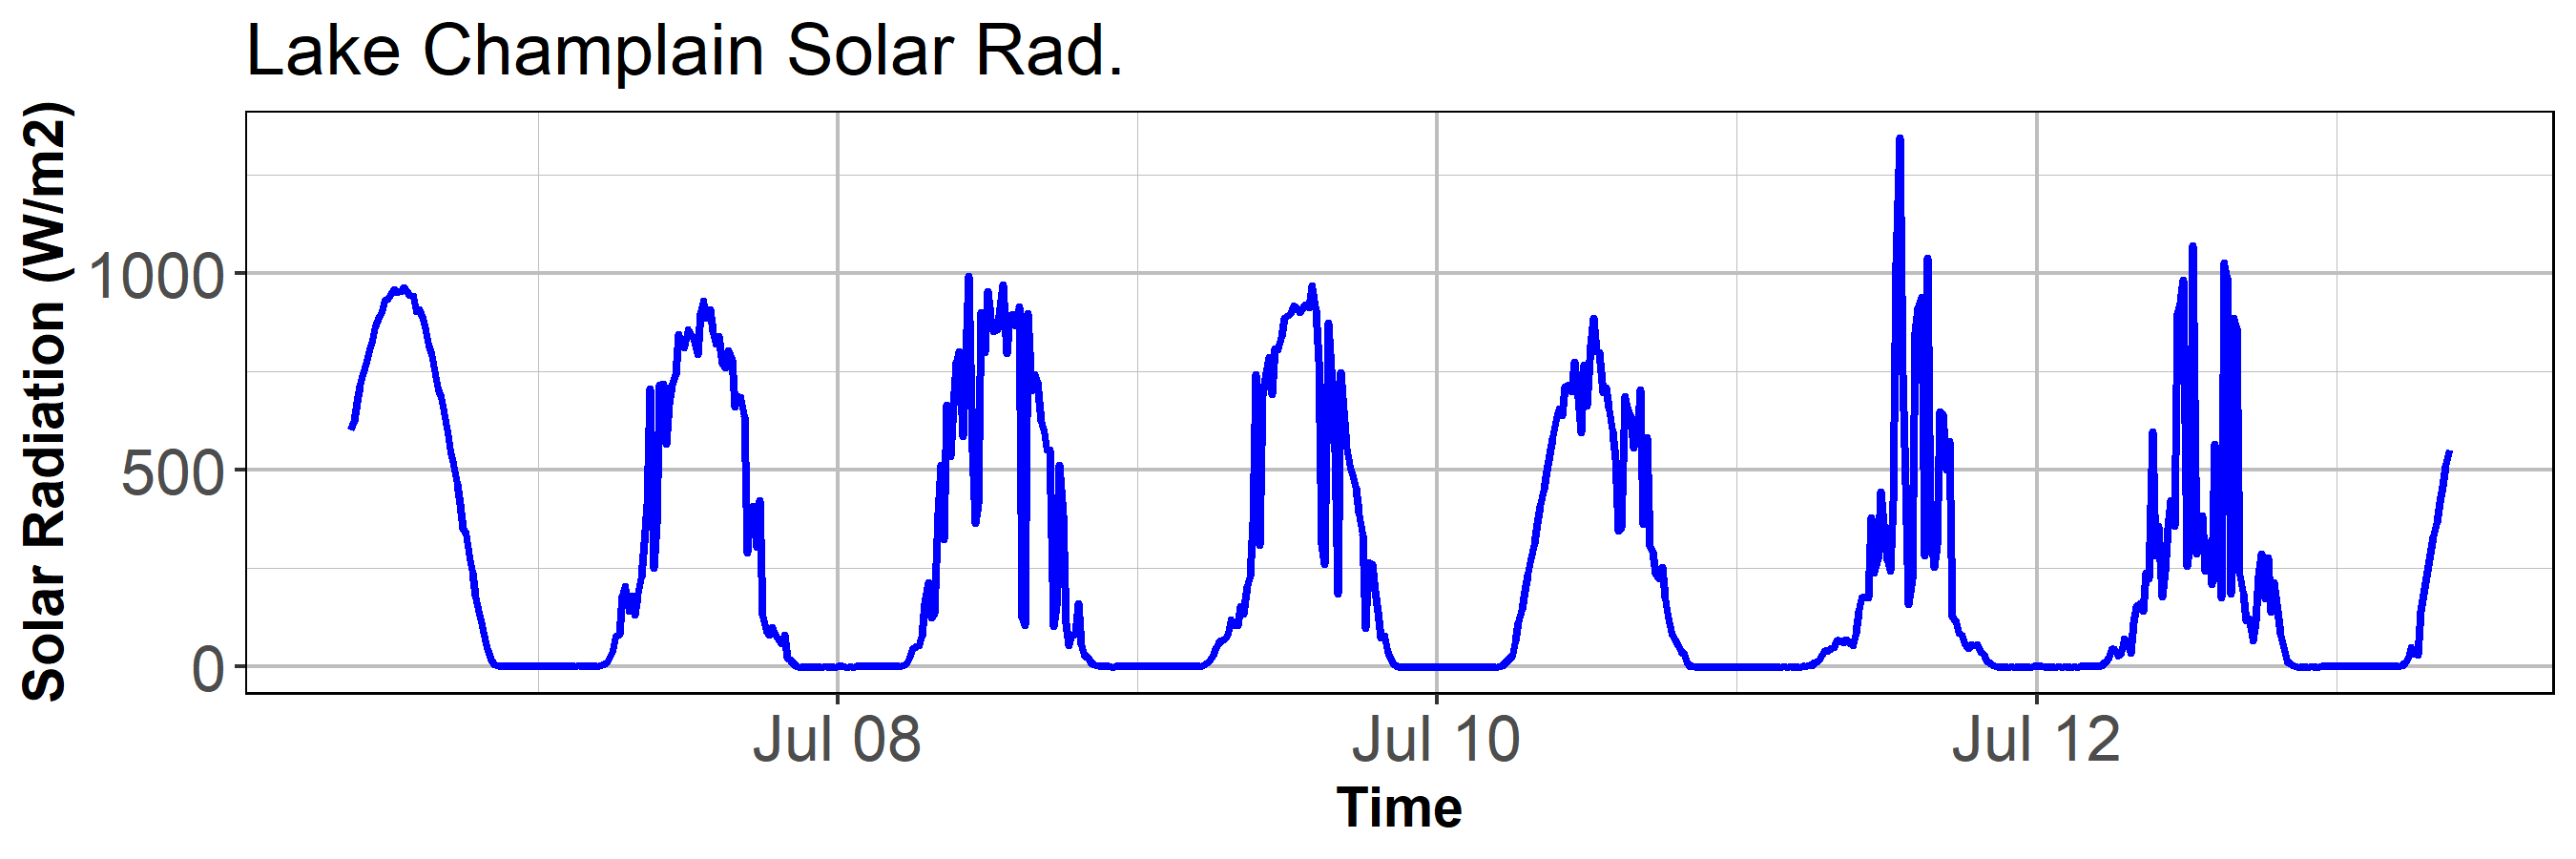 Lake Champlain Solar Rad.
Solar Radiation (W/m2)
1000
500
0
Jul 08 Jul 10 Jul 12
Time